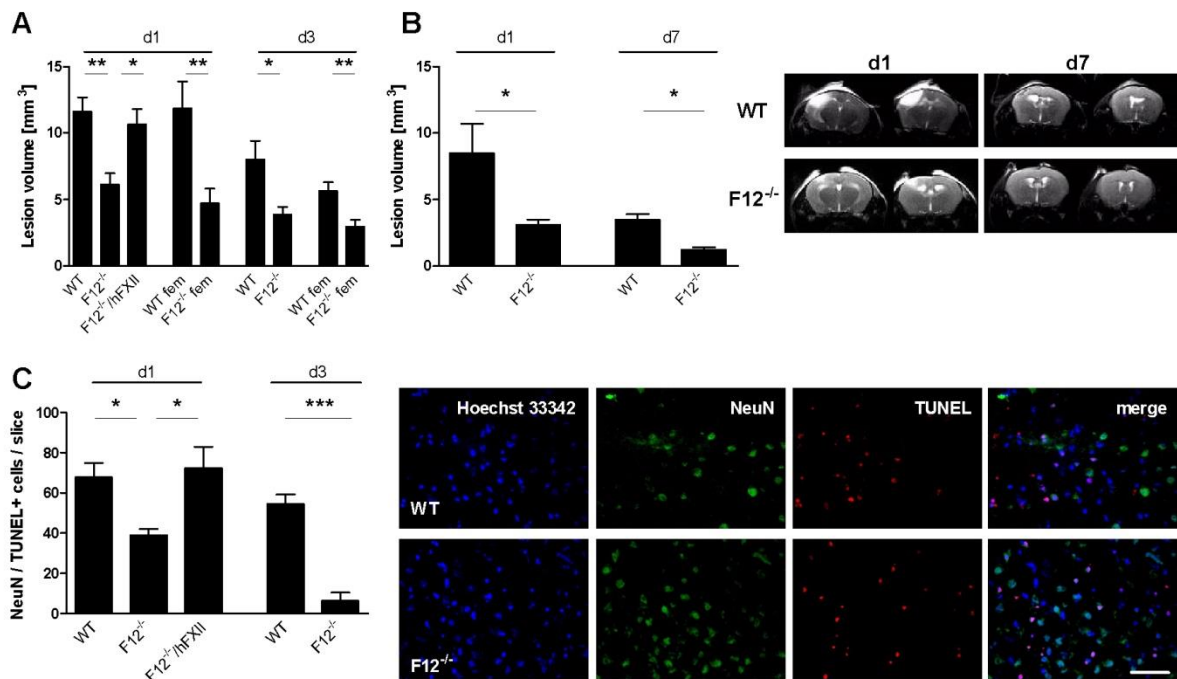 A
d1
d3
** * ** * **
Lesion volume [mm³]
15
10
5
0
WT
F12-/-
F12-/-/hFXII
WT fem
F12-/- fem
WT
F12-/-
WT fem
F12-/- fem
B
d1
d7
* *
Lesion volume [mm³]
15
10
5
0
WT
F12-/-
WT
F12-/-
d1
d7
WT
F12-/-
C
d1
d3
* * ***
NeuN / TUNEL+ cells / slice
100
80
60
40
20
0
WT
F12-/-
F12-/-/hFXII
WT
F12-/-
Hoechst 33342
NeuN
TUNEL
merge
WT
F12-/-